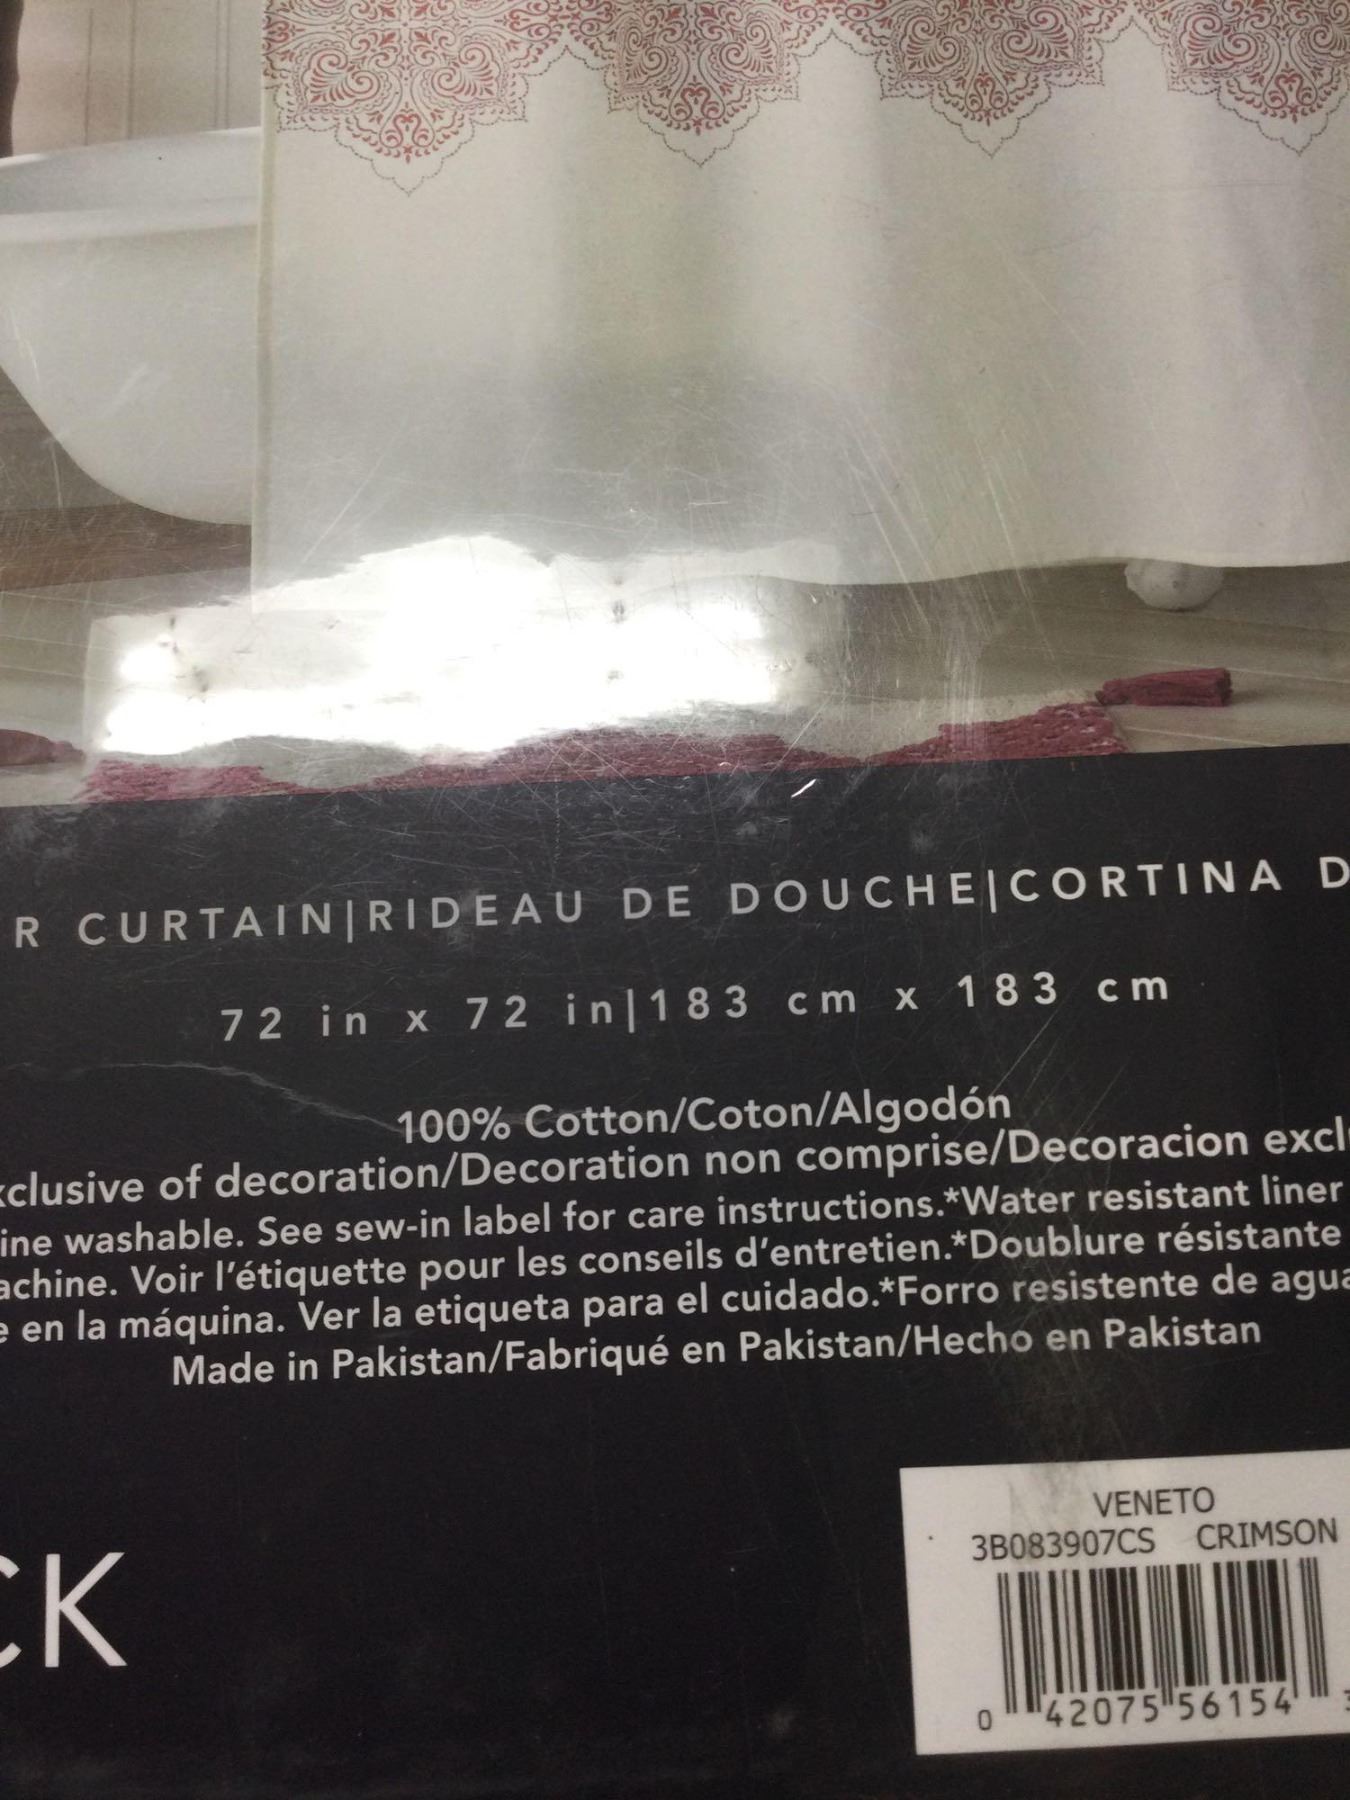 R CURTAIN|RIDEAU DE DOUCHE|CORTINA D
72 in x 72 in|183 cm x 183 cm
100% Cotton/Coton/Algodón
xclusive of decoration/Decoration non comprise/Decoracion excl
ine washable. See sew-in label for care instructions.*Water resistant liner
achine. Voir l'étiquette pour les conseils d'entretien.*Doublure résistante
e en la máquina. Ver la etiqueta para el cuidado.*Forro resistente de agua
Made in Pakistan/Fabriqué en Pakistan/Hecho en Pakistan
CK
VENETO
3B083907CS CRIMSON
0 42075 56154 3